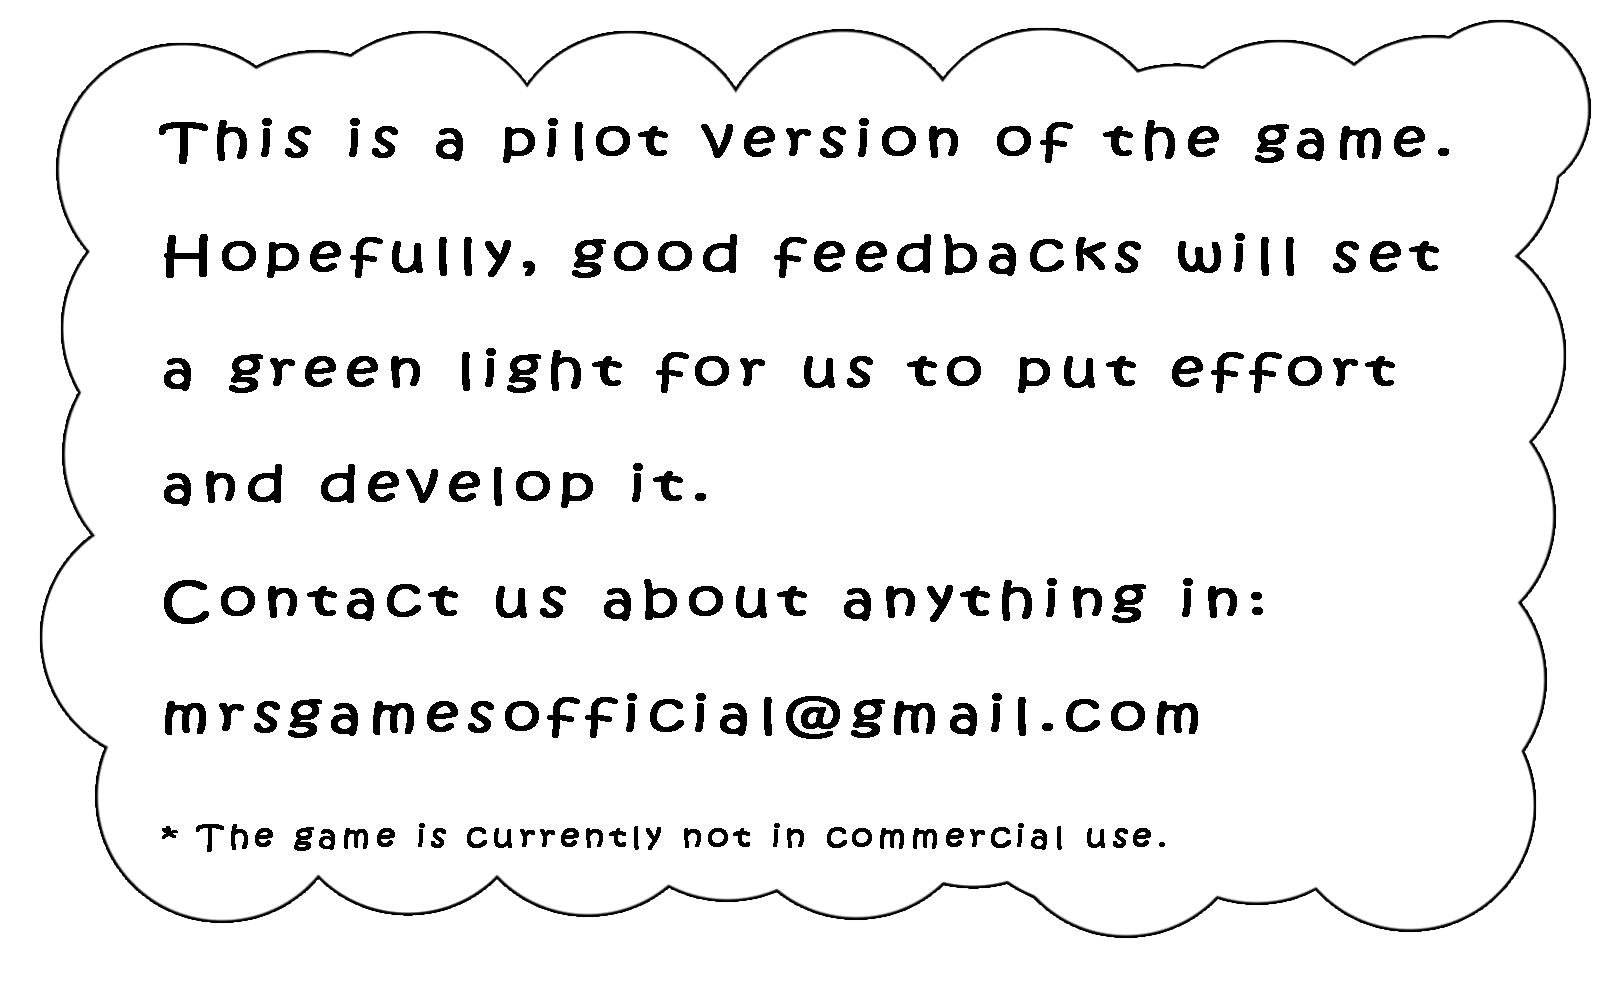 This is a pilot version of the game.
Hopefully, good feedbacks will set
a green light for us to put effort
and develop it.
Contact us about anything in:
mrsgamesofficial@gmail.com
* The game is currently not in commercial use.